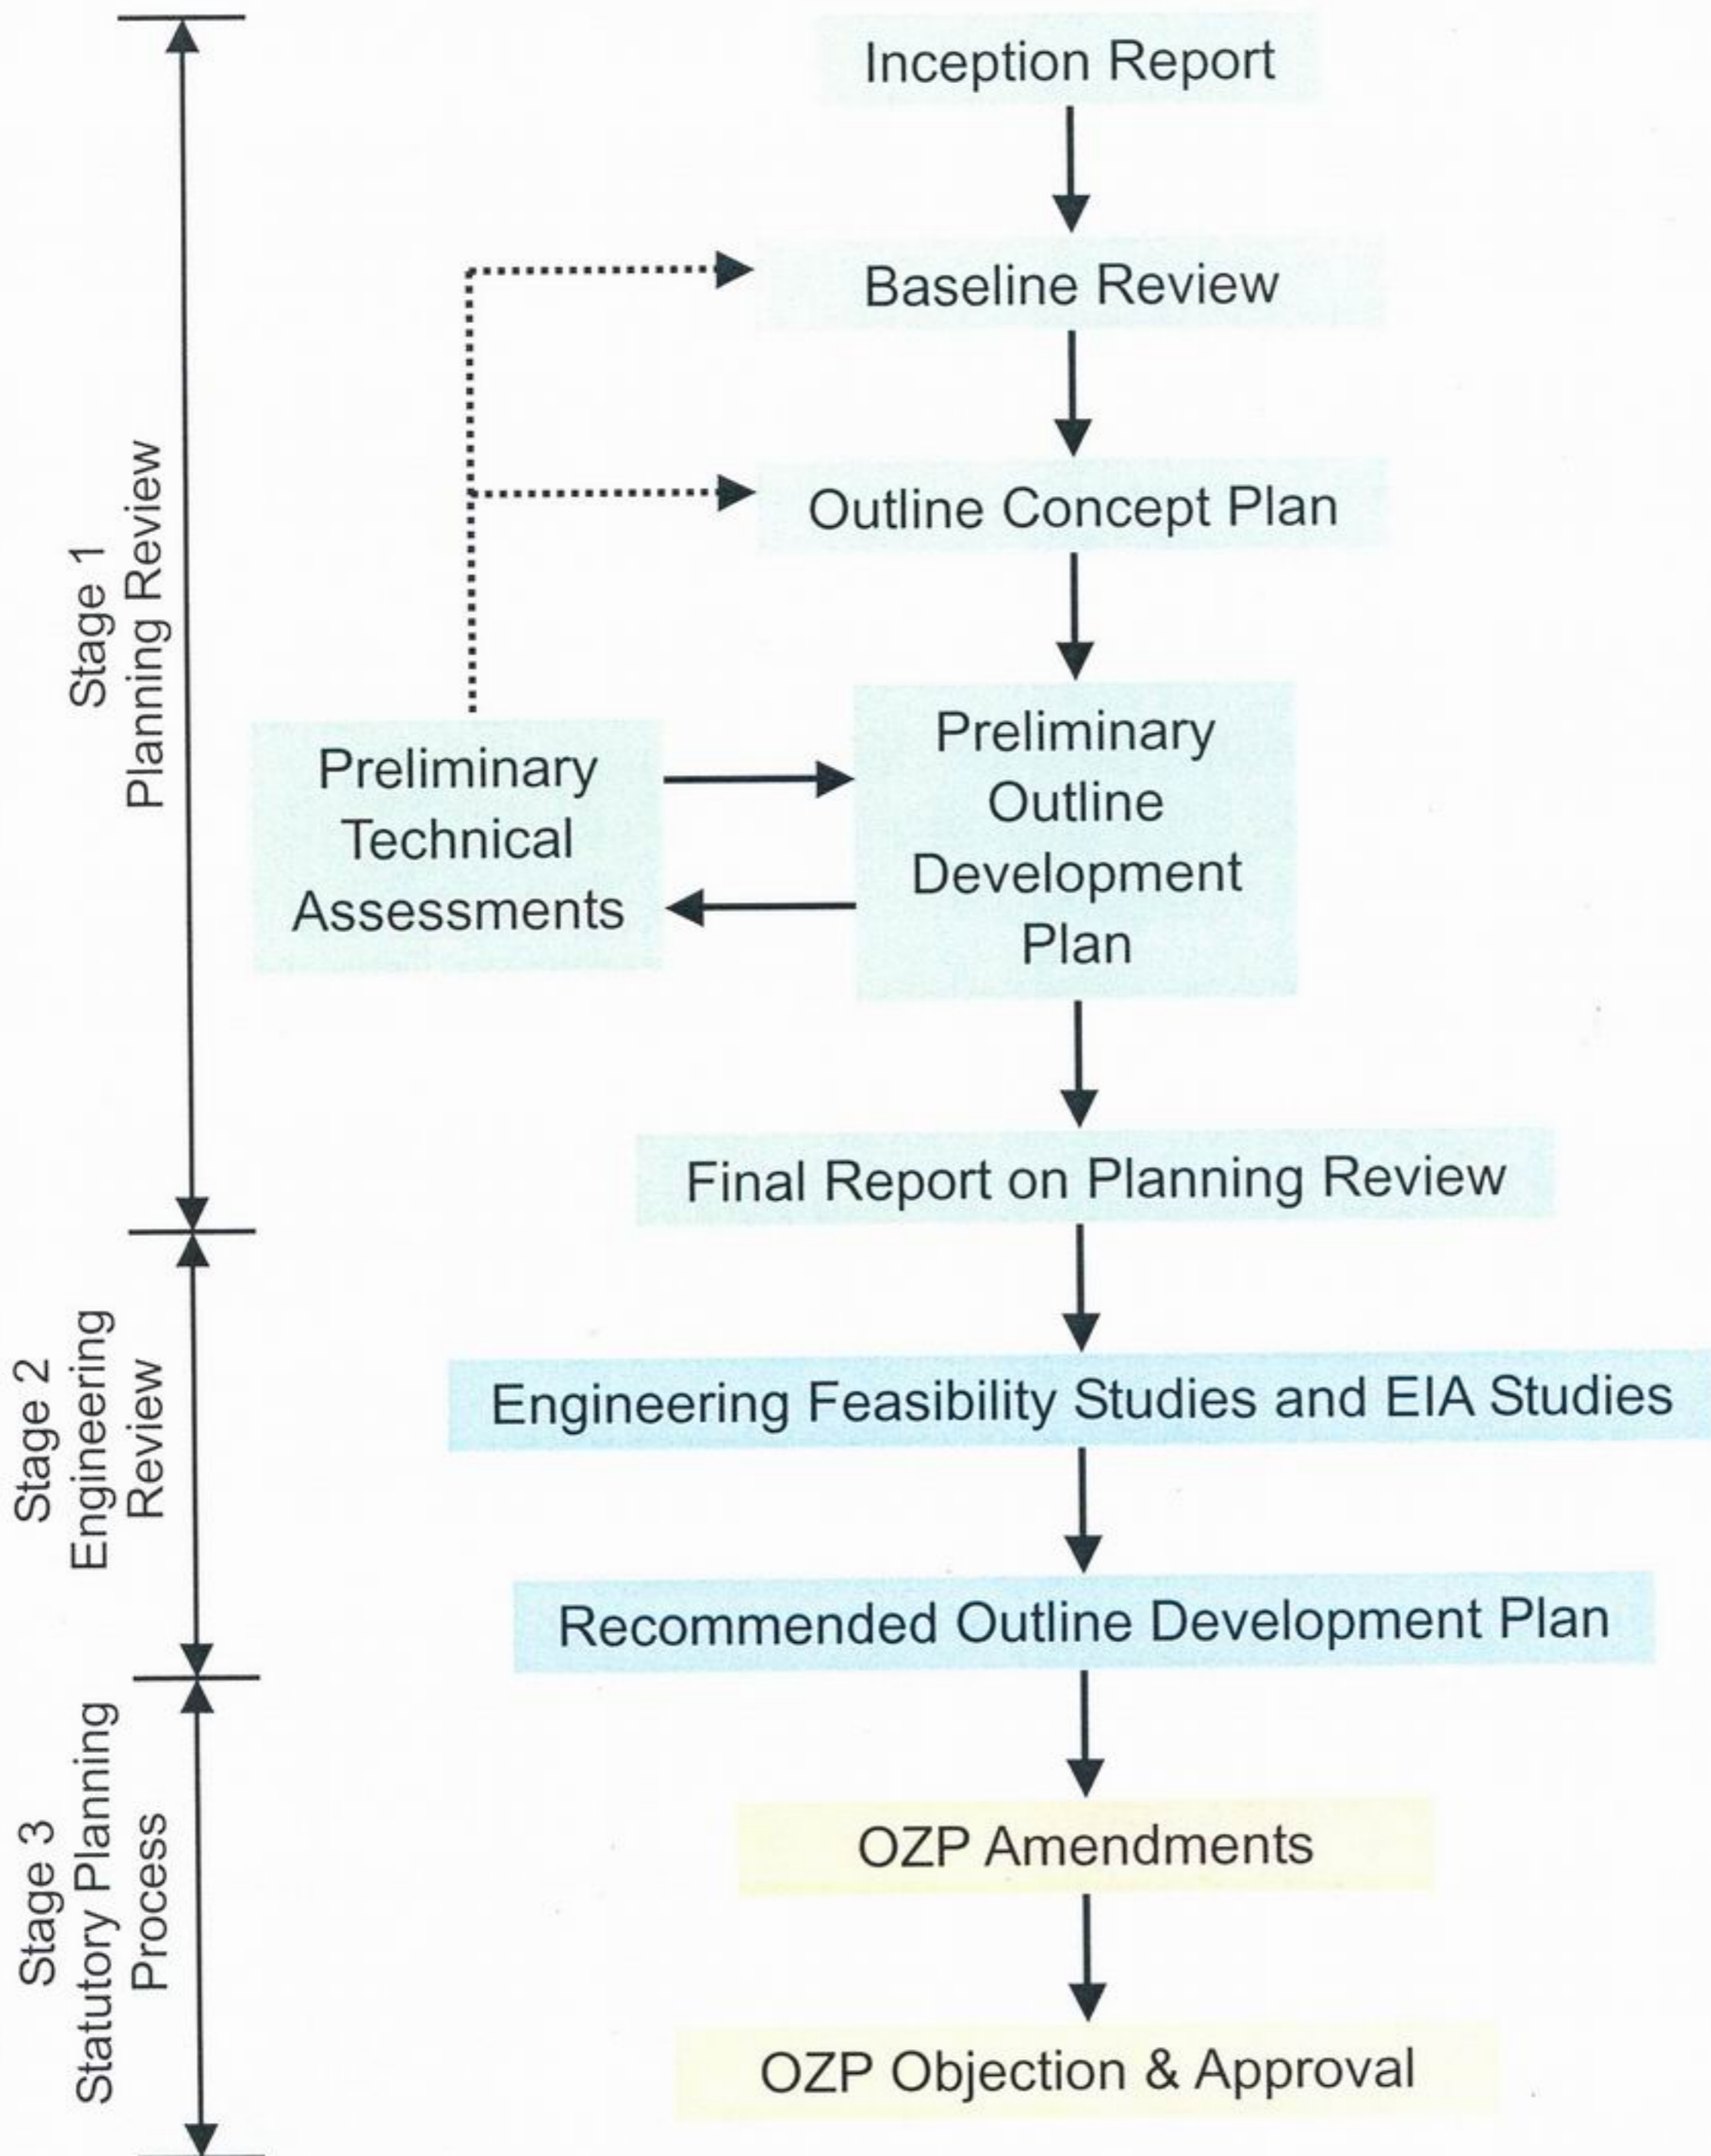 Inception Report
Baseline Review
Outline Concept Plan
Stage 1
Planning Review
Preliminary
Technical
Assessments
Preliminary
Outline
Development
Plan
Final Report on Planning Review
Stage 2
Engineering
Review
Engineering Feasibility Studies and EIA Studies
Recommended Outline Development Plan
Stage 3
Statutory Planning
Process
OZP Amendments
OZP Objection & Approval